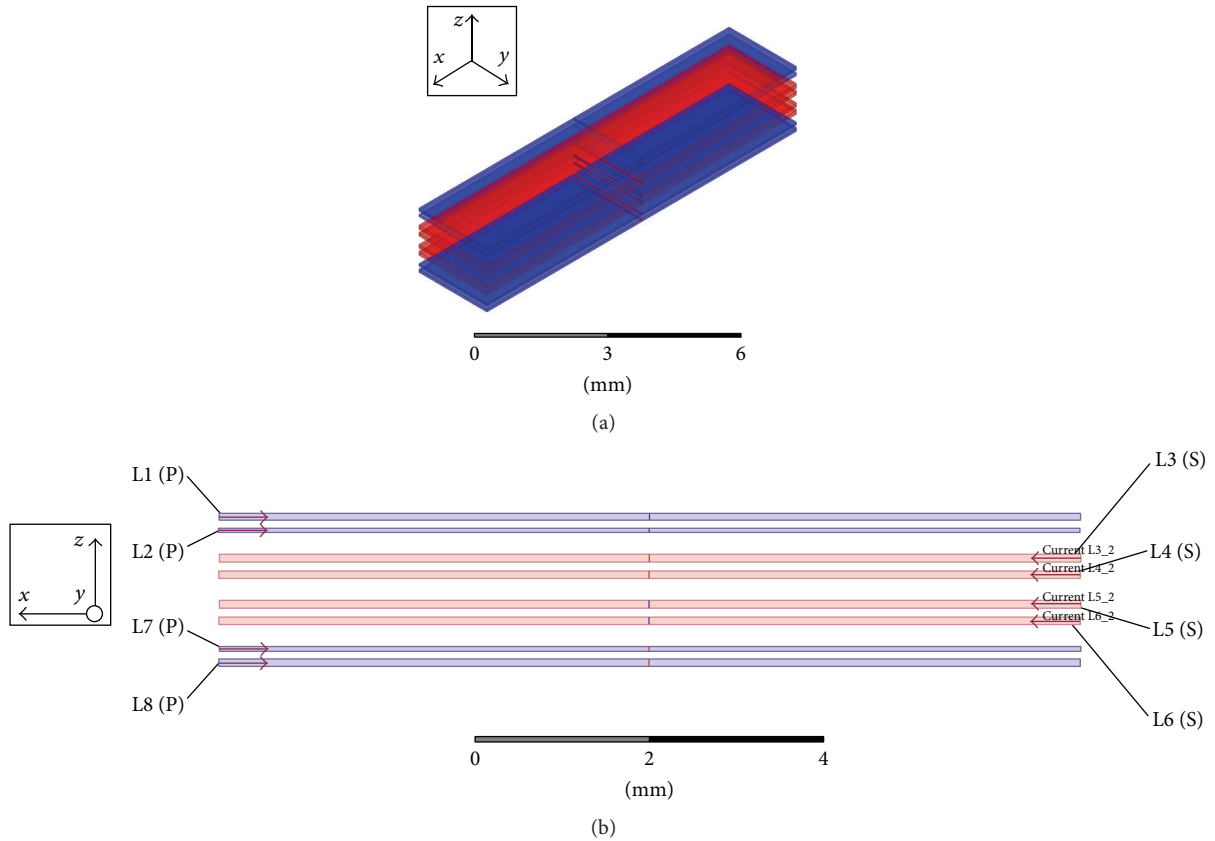 z
x
y
0
3
6
(mm)
(a)
L1 (P)
L3 (S)
L2 (P)
Current L3_2
L4 (S)
Current L4_2
z
x
y
Current L5_2
L7 (P)
Current L6_2
L5 (S)
L8 (P)
L6 (S)
0
2
4
(mm)
(b)